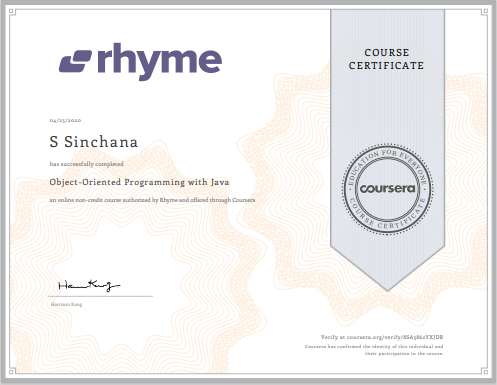 rhyme
COURSE
CERTIFICATE
04/25/2020
S Sinchana
has successfully completed
Object-Oriented Programming with Java
an online non-credit course authorized by Rhyme and offered through Coursera
EDUCATION FOR EVERYONE
coursera
COURSE CERTIFICATE
Harrison Kong
Verify at coursera.org/verify/
Coursera has confirmed the identity of this individual and
their participation in the course.